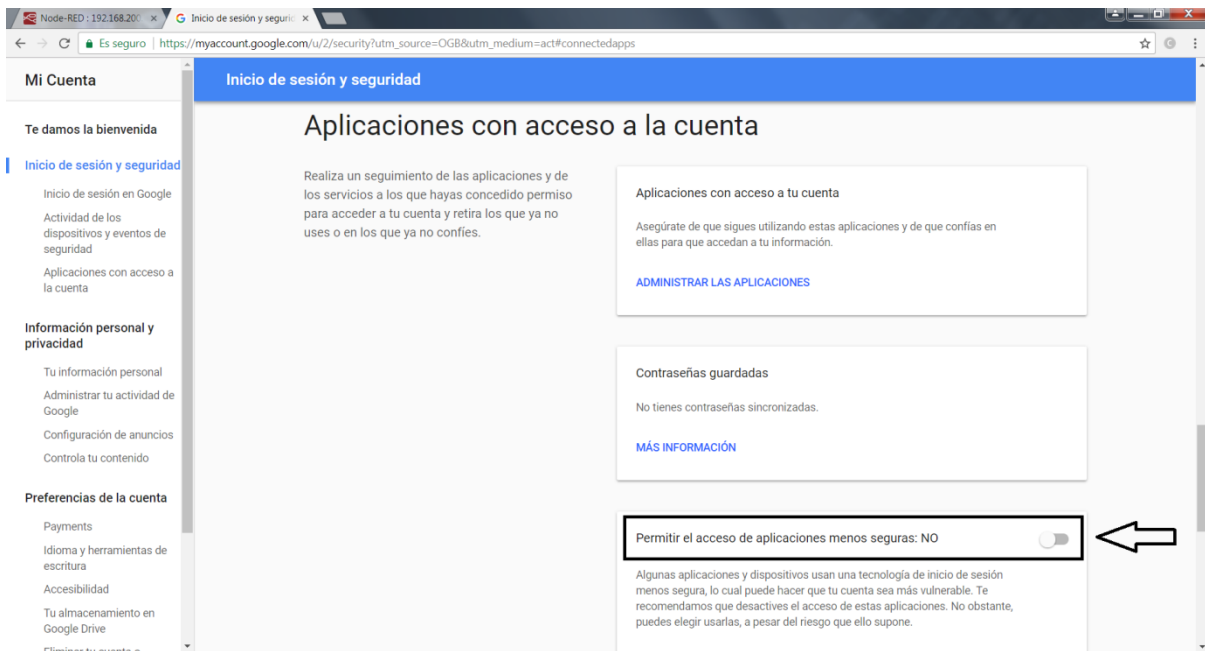 Node-RED : 192.168.200
Inicio de sesión y seguric
Es seguro
https://myaccount.google.com/u/2/security?utm_source=OGB&utm_medium=act#connectedapps
Mi Cuenta
Inicio de sesión y seguridad
Te damos la bienvenida
Inicio de sesión y seguridad
Inicio de sesión en Google
Actividad de los
dispositivos y eventos de
seguridad
Aplicaciones con acceso a
la cuenta
Información personal y
privacidad
Tu información personal
Administrar tu actividad de
Google
Configuración de anuncios
Controla tu contenido
Preferencias de la cuenta
Payments
Idioma y herramientas de
escritura
Accesibilidad
Tu almacenamiento en
Google Drive
Aplicaciones con acceso a la cuenta
Realiza un seguimiento de las aplicaciones y de
los servicios a los que hayas concedido permiso
para acceder a tu cuenta y retira los que ya no
uses o en los que ya no confíes.
Aplicaciones con acceso a tu cuenta
Asegúrate de que sigues utilizando estas aplicaciones y de que confías en
ellas para que accedan a tu información.
ADMINISTRAR LAS APLICACIONES
Contraseñas guardadas
No tienes contraseñas sincronizadas.
MÁS INFORMACIÓN
Permitir el acceso de aplicaciones menos seguras: NO
Algunas aplicaciones y dispositivos usan una tecnología de inicio de sesión
menos segura, lo cual puede hacer que tu cuenta sea más vulnerable. Te
recomendamos que desactives el acceso de estas aplicaciones. No obstante,
puedes elegir usarlas, a pesar del riesgo que ello supone.